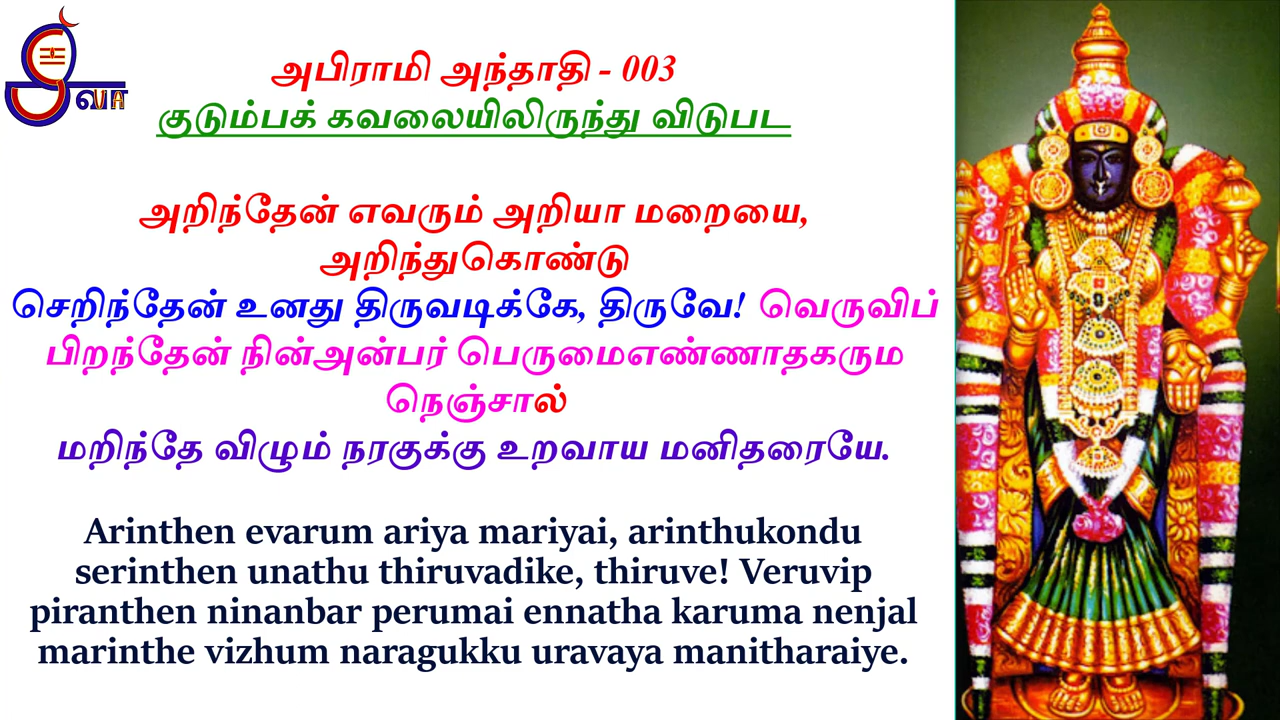 சிவா
UA
அபிராமி அந்தாதி - 003
குடும்பக் கவலையிலிருந்து விடுபட
அறிந்தேன் எவரும் அறியா மறையை,
அறிந்துகொண்டு
செறிந்தேன் உனது திருவடிக்கே, திருவே! வெருவிப்
பிறந்தேன் நின்அன்பர் பெருமைஎண்ணாதகரும
நெஞ்சால்
மறிந்தே விழும் நரகுக்கு உறவாய மனிதரையே.
Arinthen evarum ariya mariyai, arinthukondu
serinthen unathu thiruvadike, thiruve! Veruvip
piranthen ninanbar perumai ennatha karuma nenjal
marinthe vizhum naragukku uravaya manitharaiye.